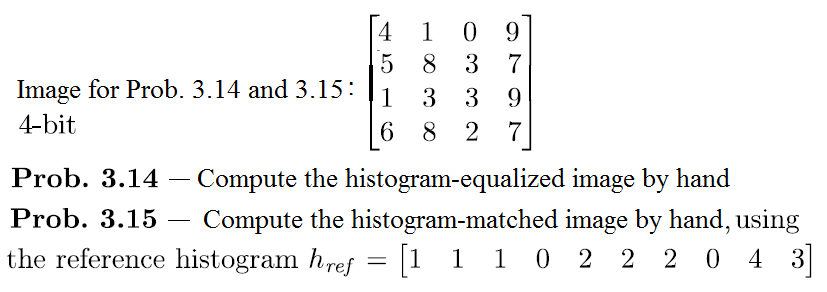 4 1 0 9
5 8 3 7
1 3 3 9
6 8 2 7
Image for Prob. 3.14 and 3.15:
4-bit
Prob. 3.14 — Compute the histogram-equalized image by hand
Prob. 3.15 — Compute the histogram-matched image by hand, using
the reference histogram h_ref = [1 1 1 0 2 2 2 0 4 3]